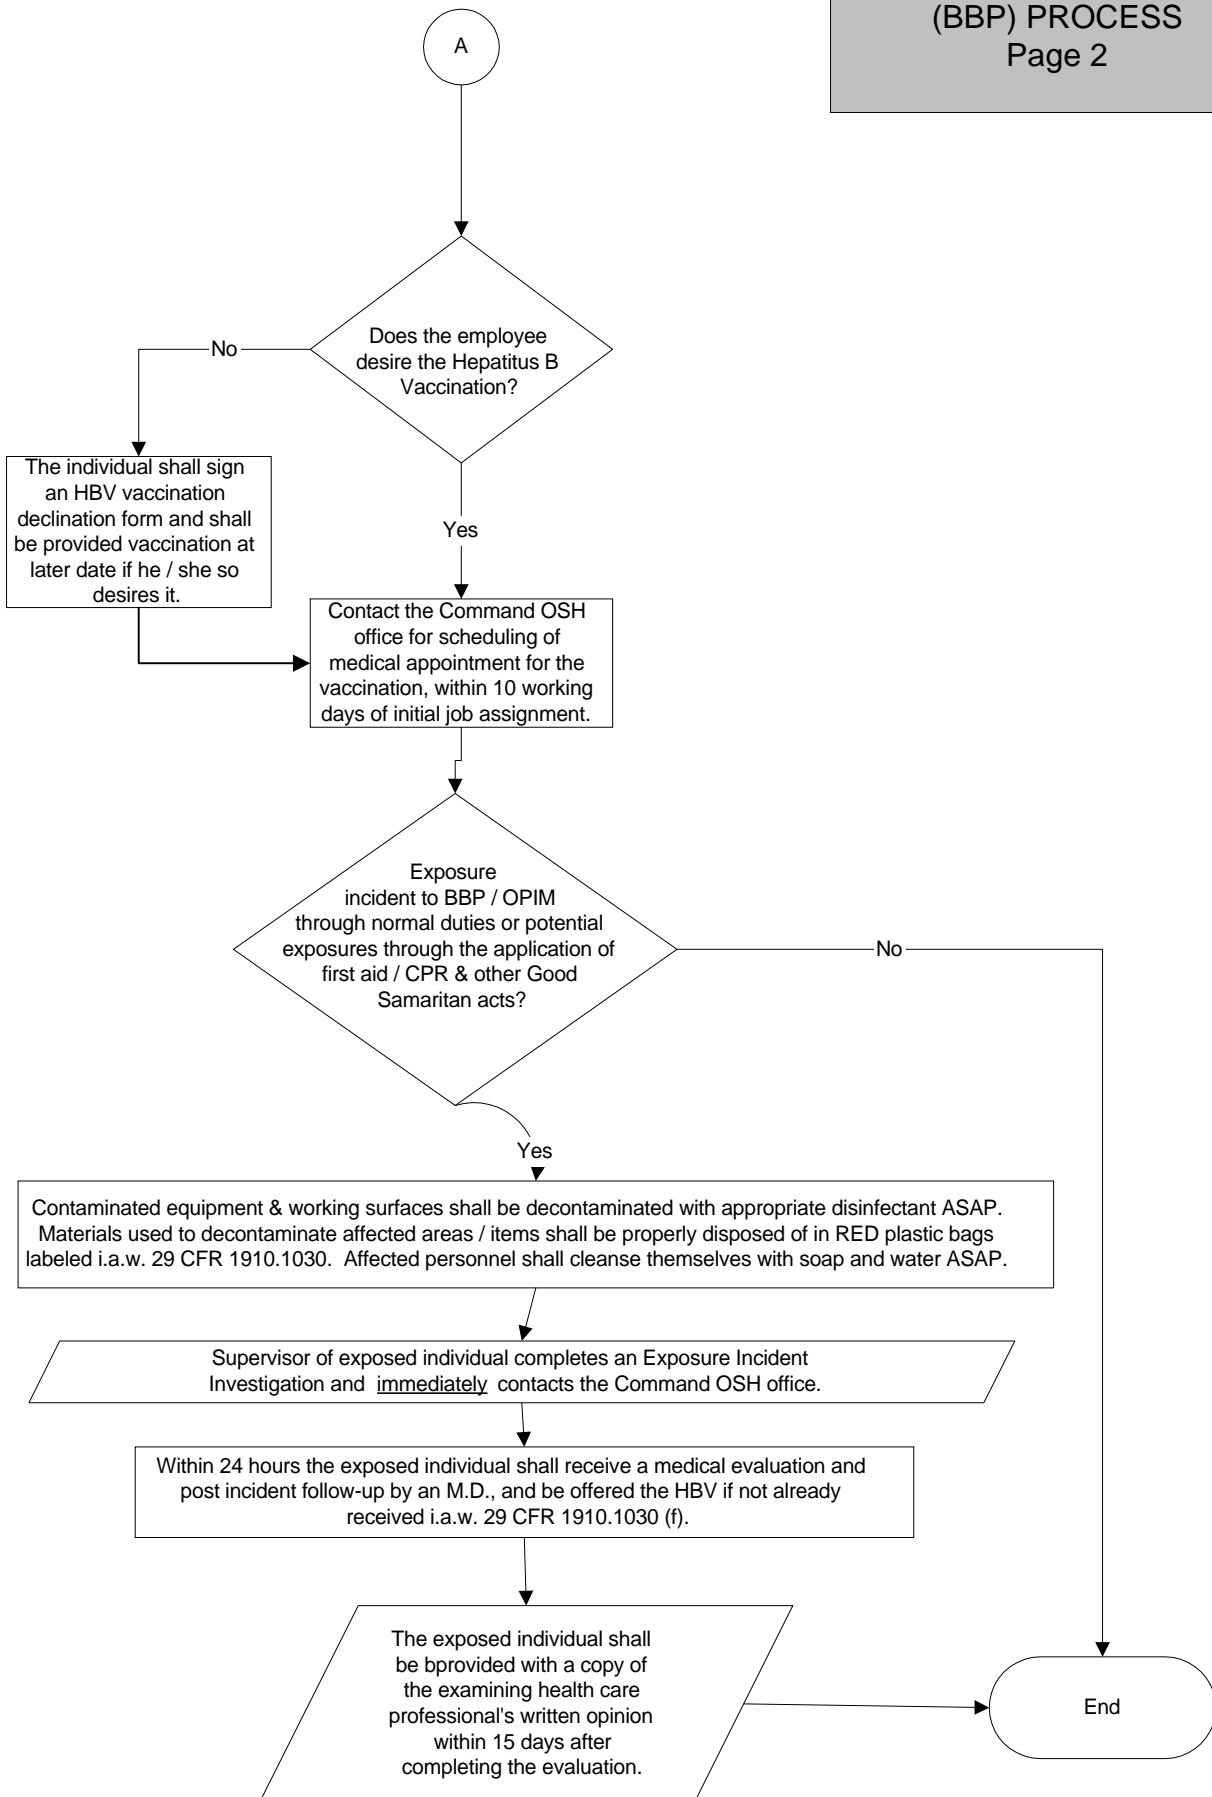 (BBP) PROCESS
Page 2
A
Does the employee
desire the Hepatitus B
Vaccination?
No
The individual shall sign
an HBV vaccination
declination form and shall
be provided vaccination at
later date if he / she so
desires it.
Yes
Contact the Command OSH
office for scheduling of
medical appointment for the
vaccination, within 10 working
days of initial job assignment.
Exposure
incident to BBP / OPIM
through normal duties or potential
exposures through the application of
first aid / CPR & other Good
Samaritan acts?
No
Yes
Contaminated equipment & working surfaces shall be decontaminated with appropriate disinfectant ASAP.
Materials used to decontaminate affected areas / items shall be properly disposed of in RED plastic bags
labeled i.a.w. 29 CFR 1910.1030. Affected personnel shall cleanse themselves with soap and water ASAP.
Supervisor of exposed individual completes an Exposure Incident
Investigation and immediately contacts the Command OSH office.
Within 24 hours the exposed individual shall receive a medical evaluation and
post incident follow-up by an M.D., and be offered the HBV if not already
received i.a.w. 29 CFR 1910.1030 (f).
The exposed individual shall
be bprovided with a copy of
the examining health care
professional's written opinion
within 15 days after
completing the evaluation.
End